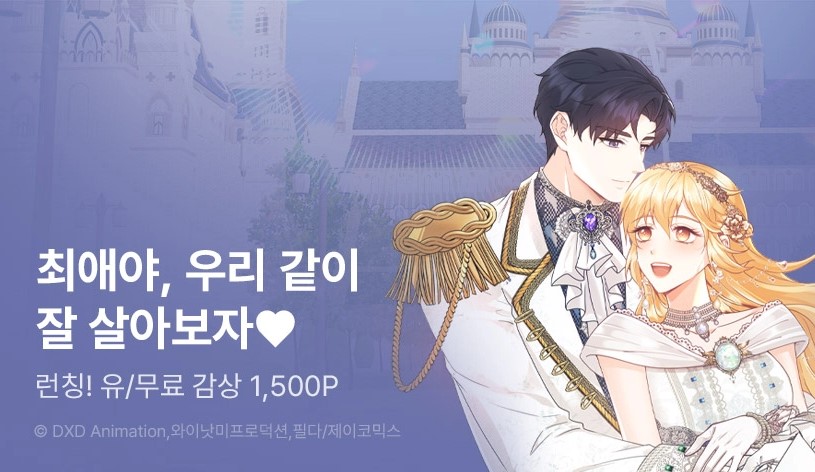 최애야, 우리 같이
잘 살아보자♥
런칭! 유/무료 감상 1,500P
© DXD Animation,와이낫미프로덕션,필다/제이코믹스